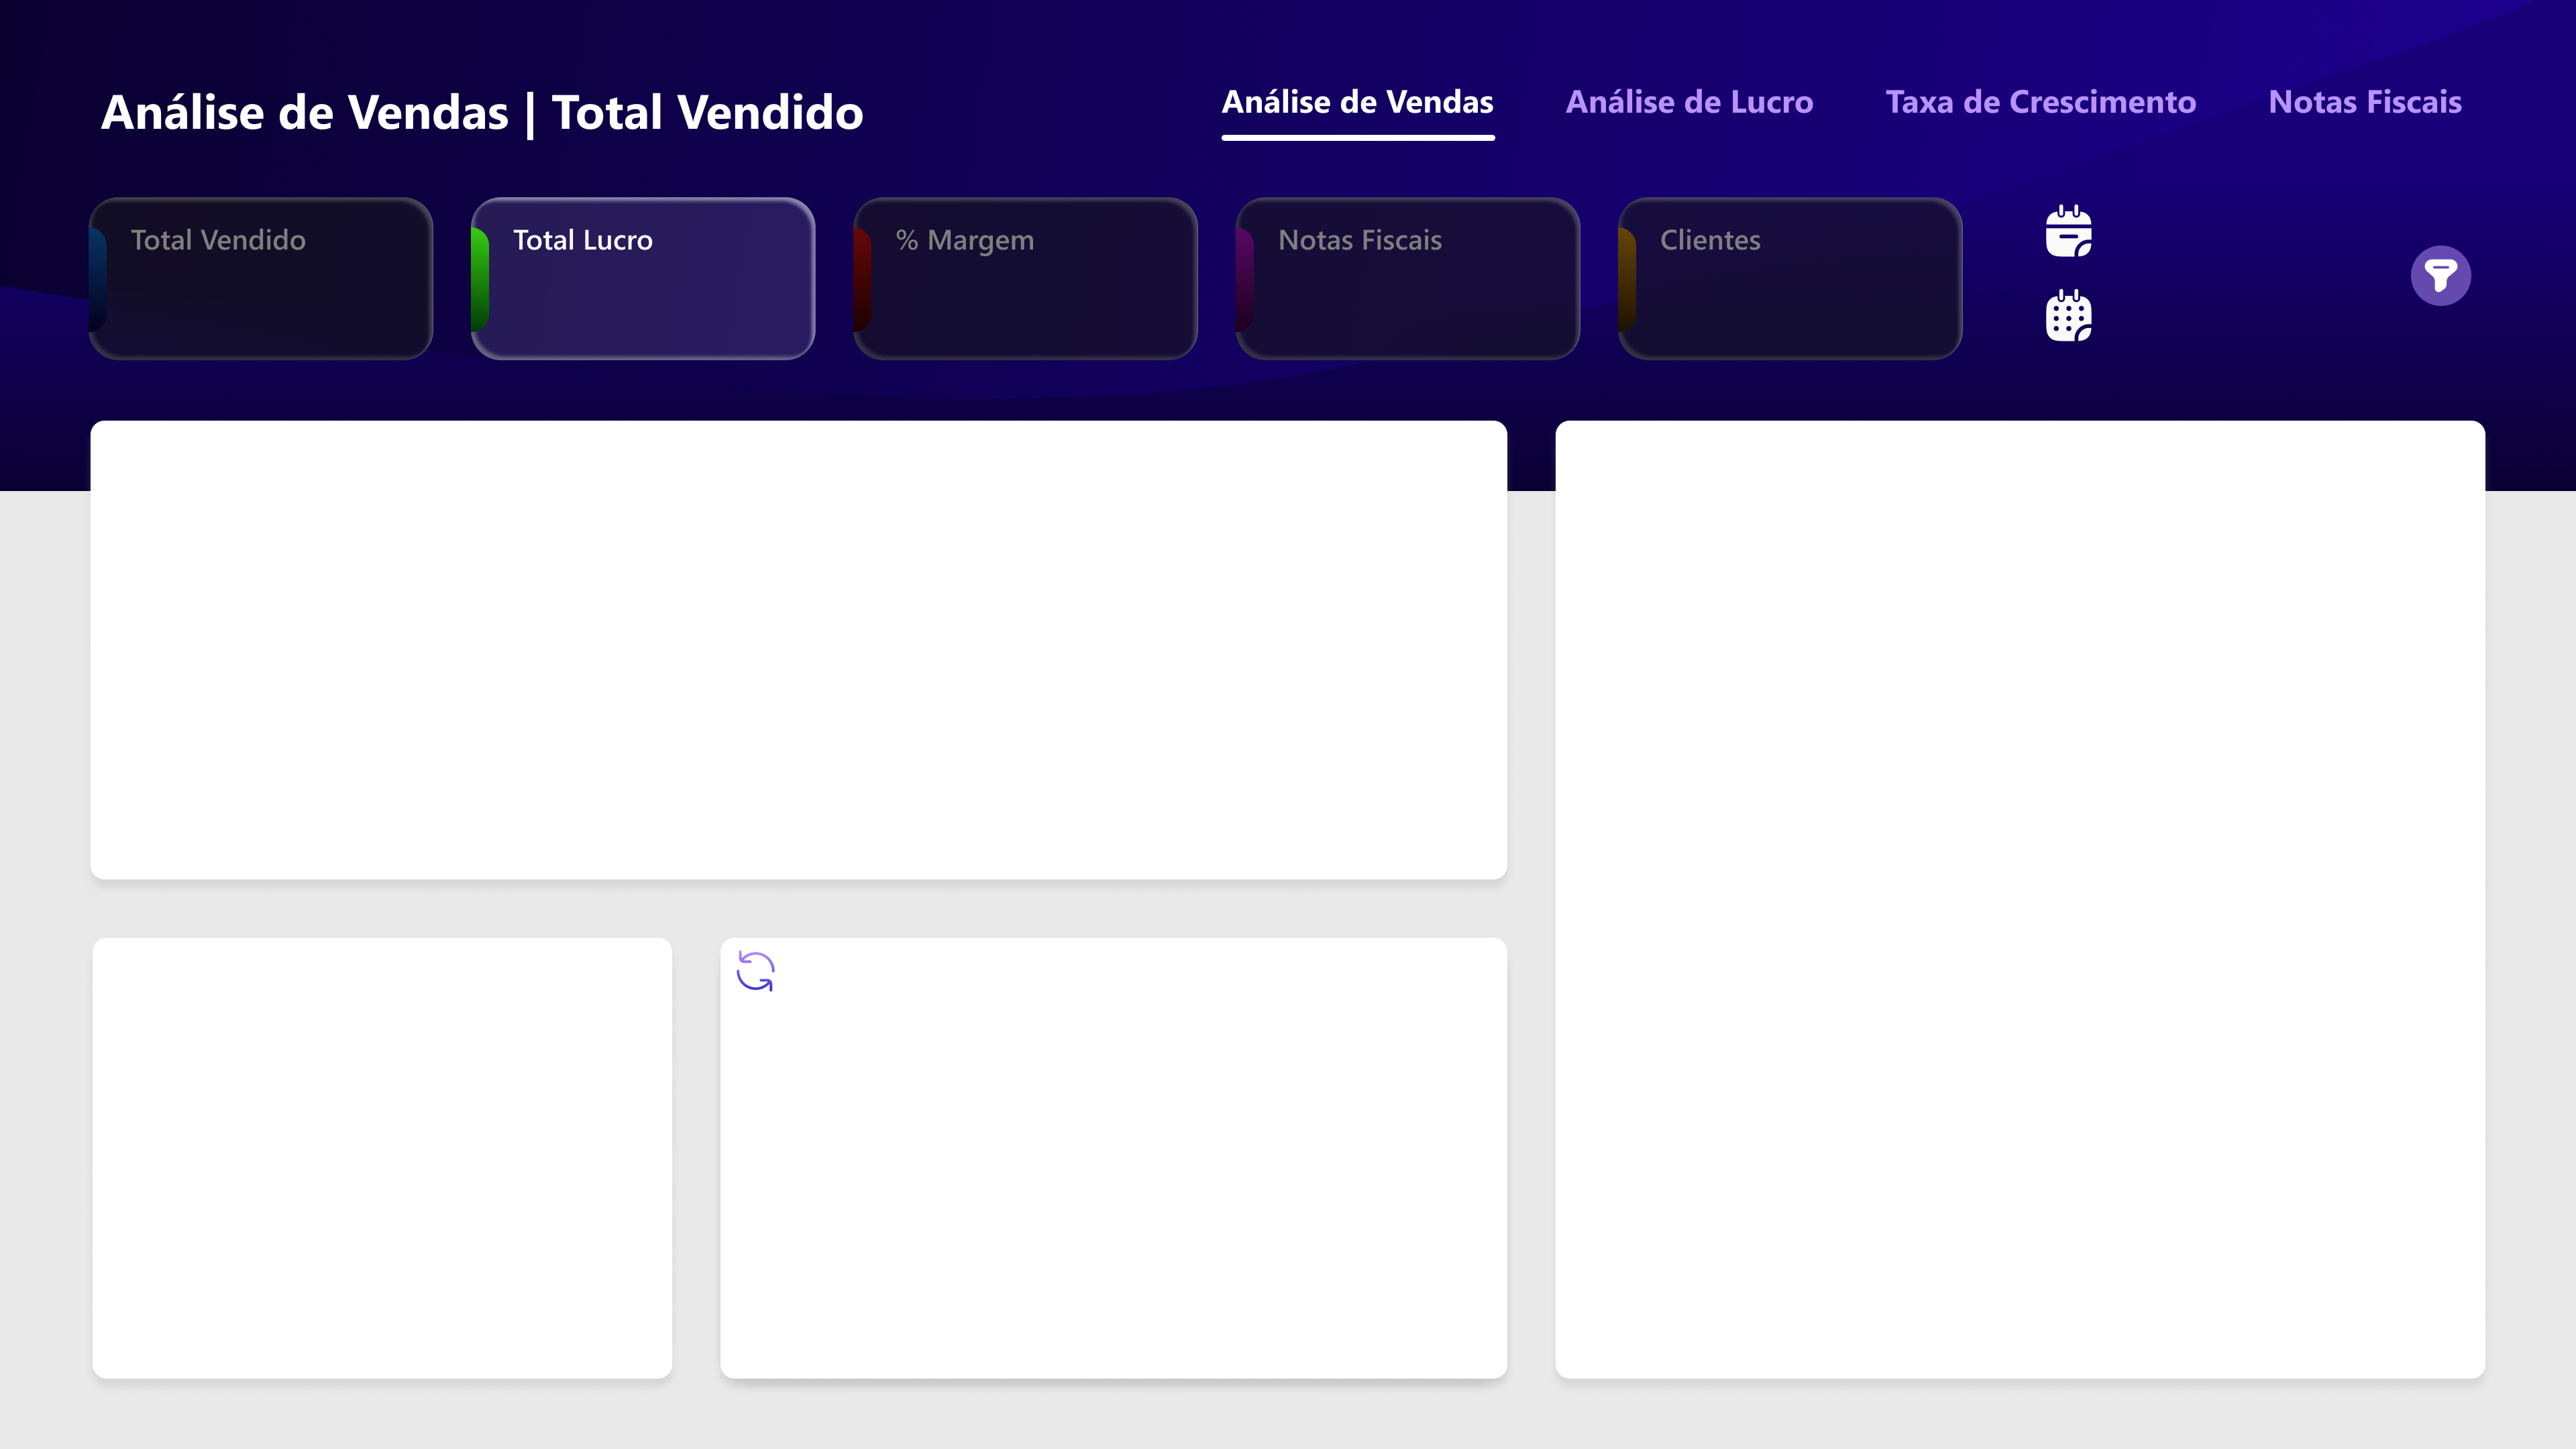 Análise de Vendas | Total Vendido
Análise de Vendas
Análise de Lucro
Taxa de Crescimento
Notas Fiscais
Total Vendido
Total Lucro
% Margem
Notas Fiscais
Clientes